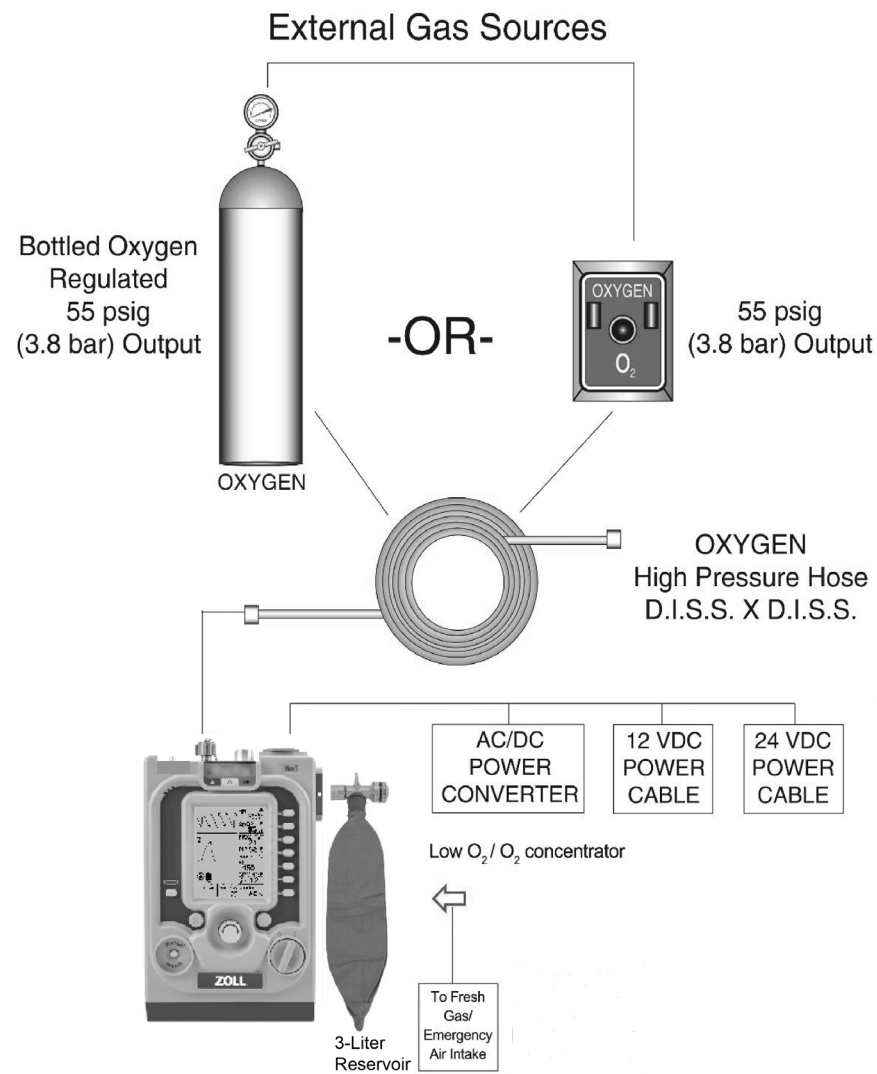 External Gas Sources
Bottled Oxygen
Regulated
55 psig
(3.8 bar) Output
OXYGEN
-OR-
OXYGEN
O2
55 psig
(3.8 bar) Output
OXYGEN
High Pressure Hose
D.I.S.S. X D.I.S.S.
AC/DC
POWER
CONVERTER
12 VDC
POWER
CABLE
24 VDC
POWER
CABLE
Low O2 / O2 concentrator
ZOLL
3-Liter
Reservoir
To Fresh
Gas/
Emergency
Air Intake